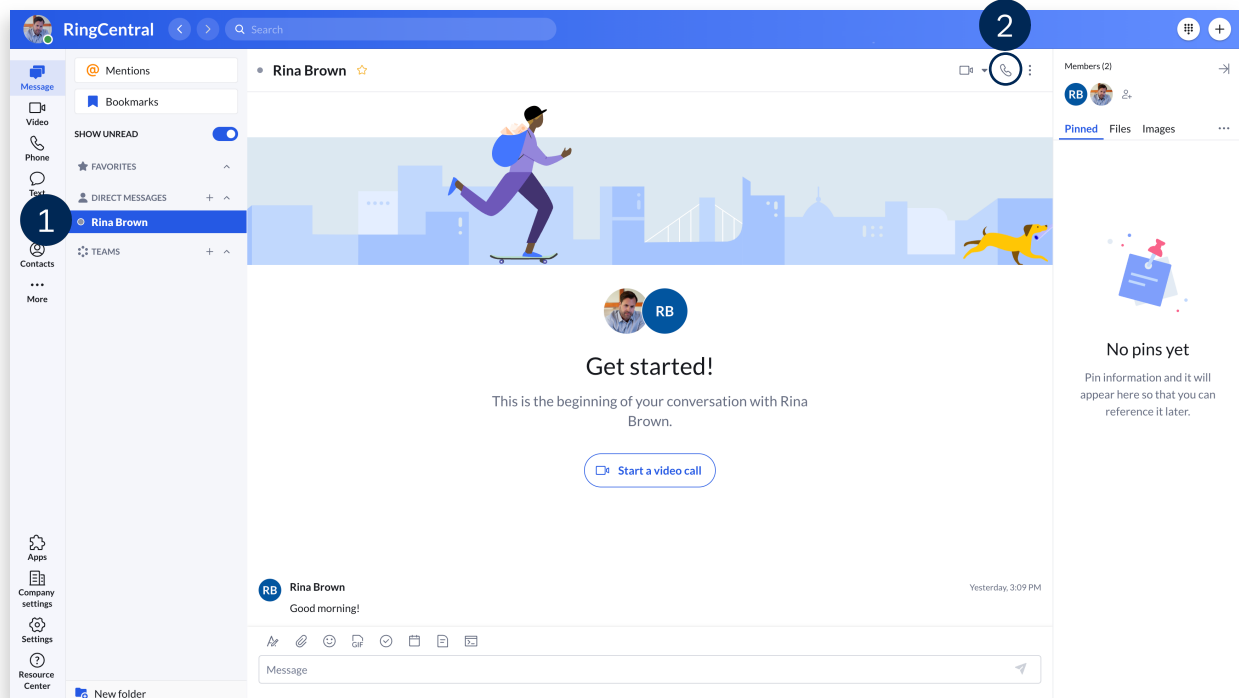 2
RingCentral
Search
Message
Video
Phone
Text
1
Contacts
More
Apps
Company
settings
Settings
Resource
Center
Mentions
Bookmarks
SHOW UNREAD
FAVORITES
DIRECT MESSAGES
Rina Brown
TEAMS
New folder
Rina Brown
RB
Get started!
This is the beginning of your conversation with Rina
Brown.
Start a video call
RB
Rina Brown
Yesterday, 3:09 PM
Good morning!
GIF
Message
Members (2)
RB
Pinned Files Images
No pins yet
Pin information and it will
appear here so that you can
reference it later.